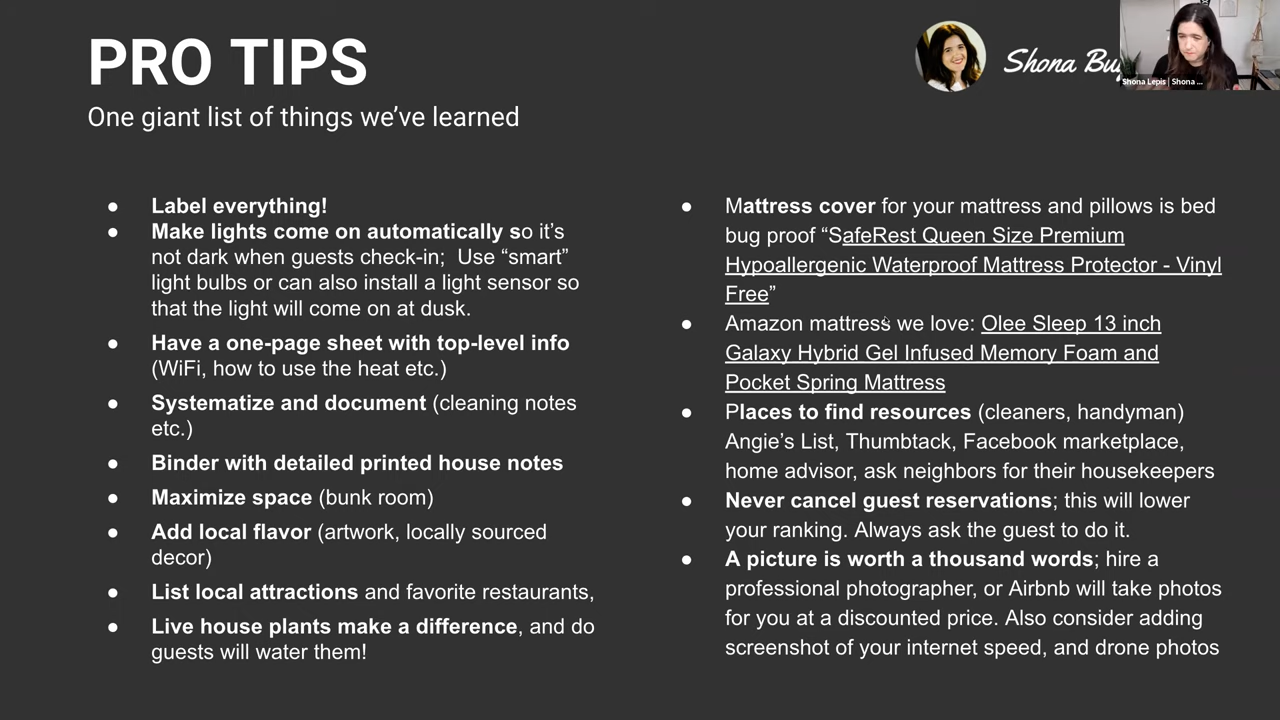 PRO TIPS
One giant list of things we’ve learned
Shona
Shona Lepis | Shona ...
● Label everything!
● Make lights come on automatically so it’s
not dark when guests check-in;  Use “smart”
light bulbs or can also install a light sensor so
that the light will come on at dusk.
● Have a one-page sheet with top-level info
(WiFi, how to use the heat etc.)
● Systematize and document (cleaning notes
etc.)
● Binder with detailed printed house notes
● Maximize space (bunk room)
● Add local flavor (artwork, locally sourced
decor)
● List local attractions and favorite restaurants,
● Live house plants make a difference, and do
guests will water them!
● Mattress cover for your mattress and pillows is bed
bug proof “SafeRest Queen Size Premium
Hypoallergenic Waterproof Mattress Protector - Vinyl
Free”
● Amazon mattress we love: Olee Sleep 13 inch
Galaxy Hybrid Gel Infused Memory Foam and
Pocket Spring Mattress
● Places to find resources (cleaners, handyman)
Angie’s List, Thumbtack, Facebook marketplace,
home advisor, ask neighbors for their housekeepers
● Never cancel guest reservations; this will lower
your ranking. Always ask the guest to do it.
● A picture is worth a thousand words; hire a
professional photographer, or Airbnb will take photos
for you at a discounted price. Also consider adding
screenshot of your internet speed, and drone photos